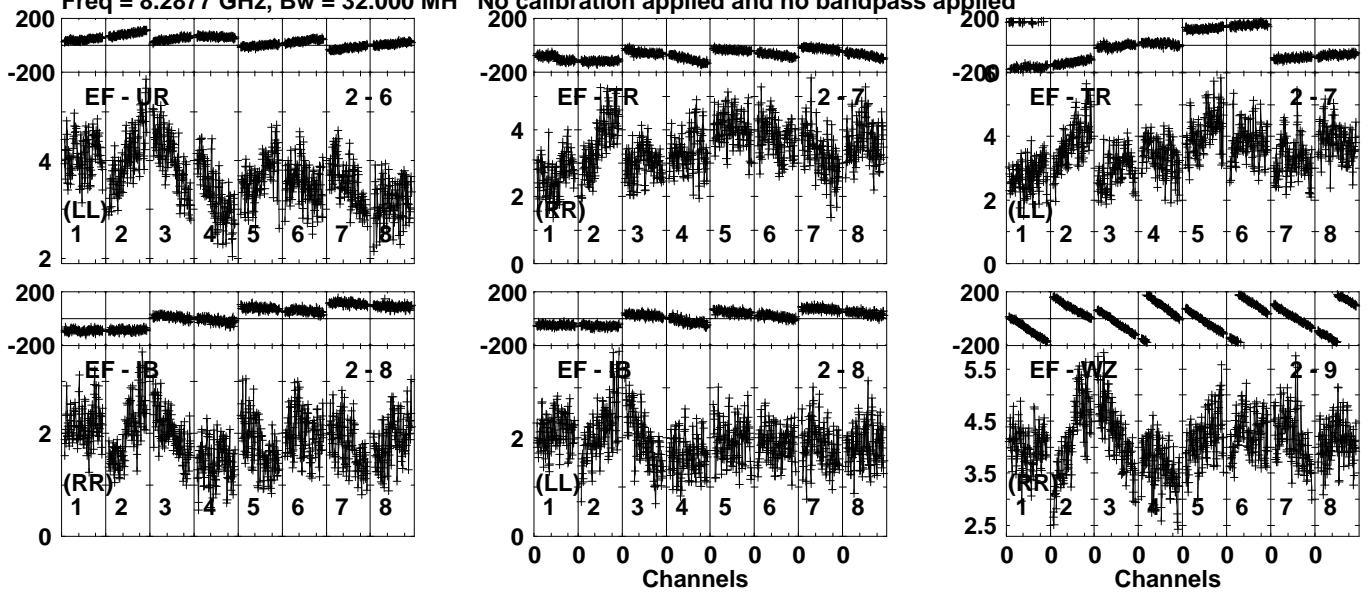 Freq = 8.2877 GHz, Bw = 32.000 MH No calibration applied and no bandpass applied
200
-200
EF - UR 2 - 6
4
(LL)
1 2 3 4 5 6 7 8
2
EF - TR 2 - 7
4
2
(RR)
1 2 3 4 5 6 7 8
0
200
-200
6
EF - TR 2 - 7
4
2
(LL)
1 2 3 4 5 6 7 8
0
200
-200
EF - IB 2 - 8
2
(RR)
1 2 3 4 5 6 7 8
0
EF - IB 2 - 8
2
(LL)
1 2 3 4 5 6 7 8
0
0 0 0 0 0 0 0 0
Channels
200
-200
5.5
EF - WZ 2 - 9
4.5
3.5
(RR)
1 2 3 4 5 6 7 8
2.5
0 0 0 0 0 0 0 0
Channels